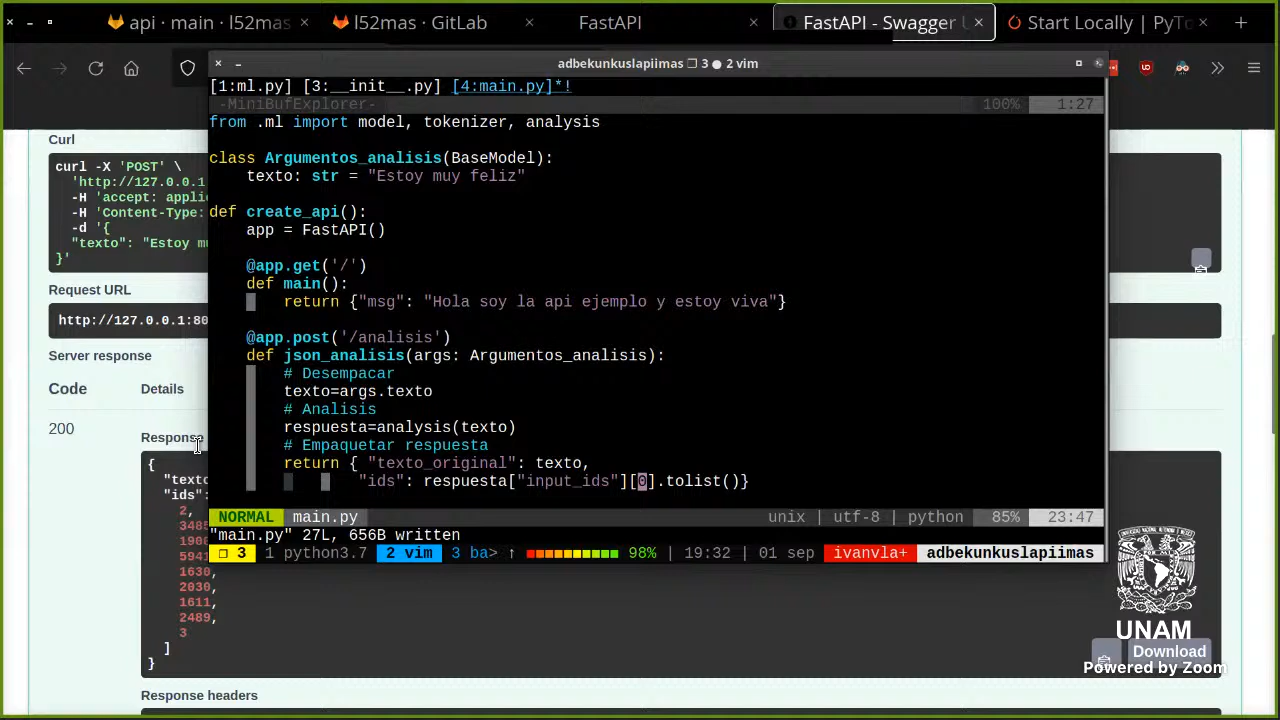 api · main · l52mas
l52mas · GitLab
FastAPI
FastAPI - Swagger U
Start Locally | PyTo
adbekunkuslapiimas ❐ 3 ● 2 vim
[1:ml.py] [3:__init__.py] [4:main.py]*!
-MiniBufExplorer- 100% 1:27
from .ml import model, tokenizer, analysis
class Argumentos_analisis(BaseModel):
texto: str = "Estoy muy feliz"
def create_api():
app = FastAPI()
@app.get('/')
def main():
return {"msg": "Hola soy la api ejemplo y estoy viva"}
@app.post('/analisis')
def json_analisis(args: Argumentos_analisis):
# Desempacar
texto=args.texto
# Analisis
respuesta=analysis(texto)
# Empaquetar respuesta
return { "texto_original": texto,
"ids": respuesta["input_ids"][0].tolist()}
NORMAL main.py unix | utf-8 | python 85% 23:47
"main.py" 27L, 656B written
❐ 3 1 python3.7 2 vim 3 ba> ↑ 98% | 19:32 | 01 sep ivanvla+ adbekunkuslapiimas
Curl
curl -X 'POST' \
'http://127.0.0.1
-H 'accept: appli
-H 'Content-Type:
-d '{
"texto": "Estoy mu
}'
Request URL
http://127.0.0.1:80
Server response
Code Details
200
Response
{
"texto
"ids":
2,
3485
1908
5941
1630,
2030,
1611,
2489,
3
]
}
Download
Response headers
UNAM
Powered by Zoom